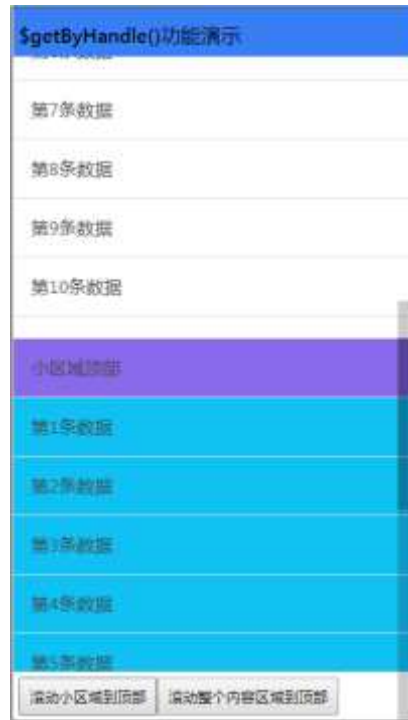 $getByHandle()功能演示
第7条数据
第8条数据
第9条数据
第10条数据
小区域顶部
第1条数据
第2条数据
第3条数据
第4条数据
第5条数据
滚动小区域到顶部 滚动整个内容区域到顶部